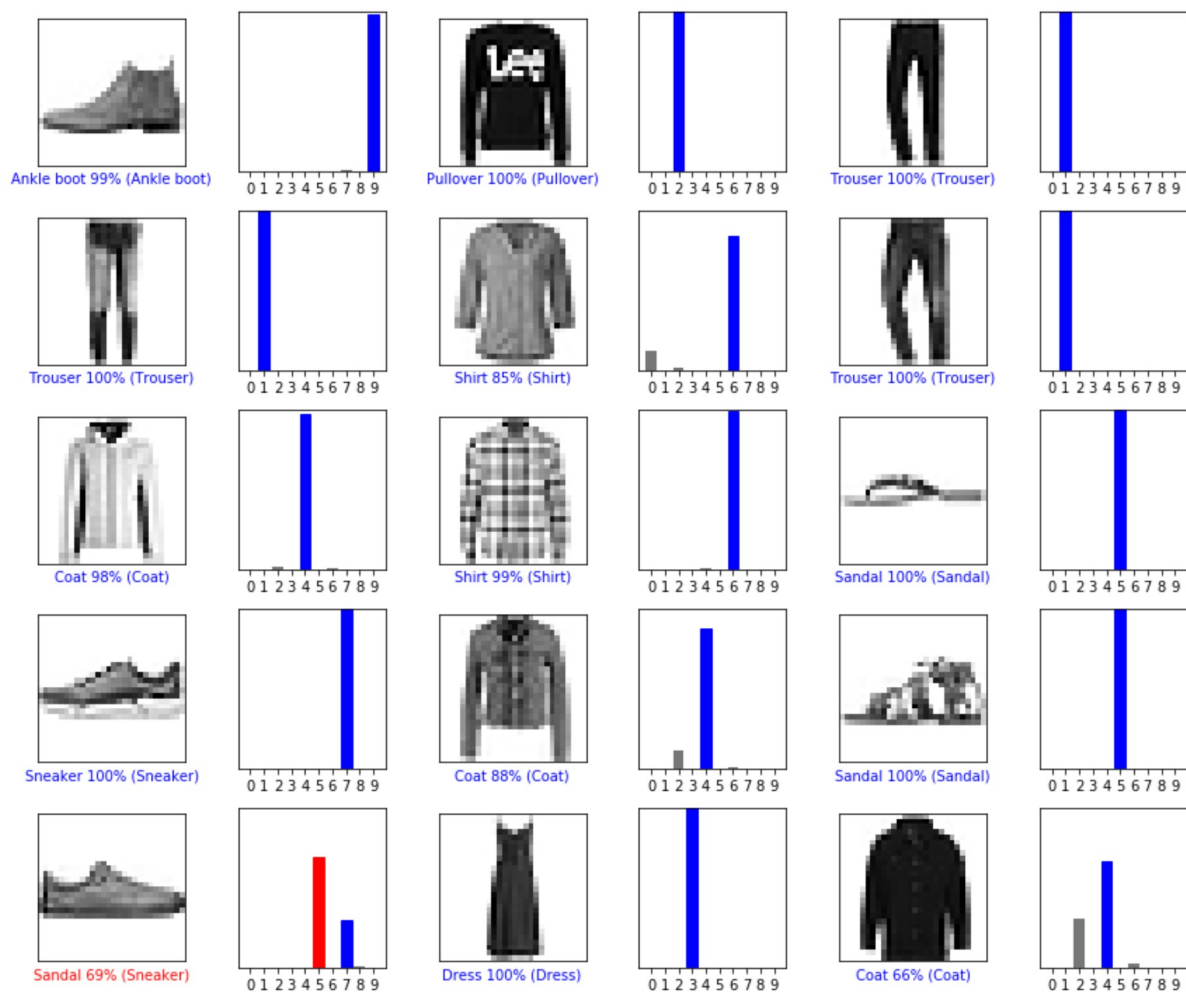 Lee
0 1 2 3 4 5 6 7 8 9
0 1 2 3 4 5 6 7 8 9
0 1 2 3 4 5 6 7 8 9
Ankle boot 99% (Ankle boot)
Pullover 100% (Pullover)
Trouser 100% (Trouser)
0 1 2 3 4 5 6 7 8 9
0 1 2 3 4 5 6 7 8 9
0 1 2 3 4 5 6 7 8 9
Trouser 100% (Trouser)
Shirt 85% (Shirt)
Trouser 100% (Trouser)
0 1 2 3 4 5 6 7 8 9
0 1 2 3 4 5 6 7 8 9
0 1 2 3 4 5 6 7 8 9
Coat 98% (Coat)
Shirt 99% (Shirt)
Sandal 100% (Sandal)
0 1 2 3 4 5 6 7 8 9
0 1 2 3 4 5 6 7 8 9
0 1 2 3 4 5 6 7 8 9
Sneaker 100% (Sneaker)
Coat 88% (Coat)
Sandal 100% (Sandal)
0 1 2 3 4 5 6 7 8 9
0 1 2 3 4 5 6 7 8 9
0 1 2 3 4 5 6 7 8 9
Sandal 69% (Sneaker)
Dress 100% (Dress)
Coat 66% (Coat)